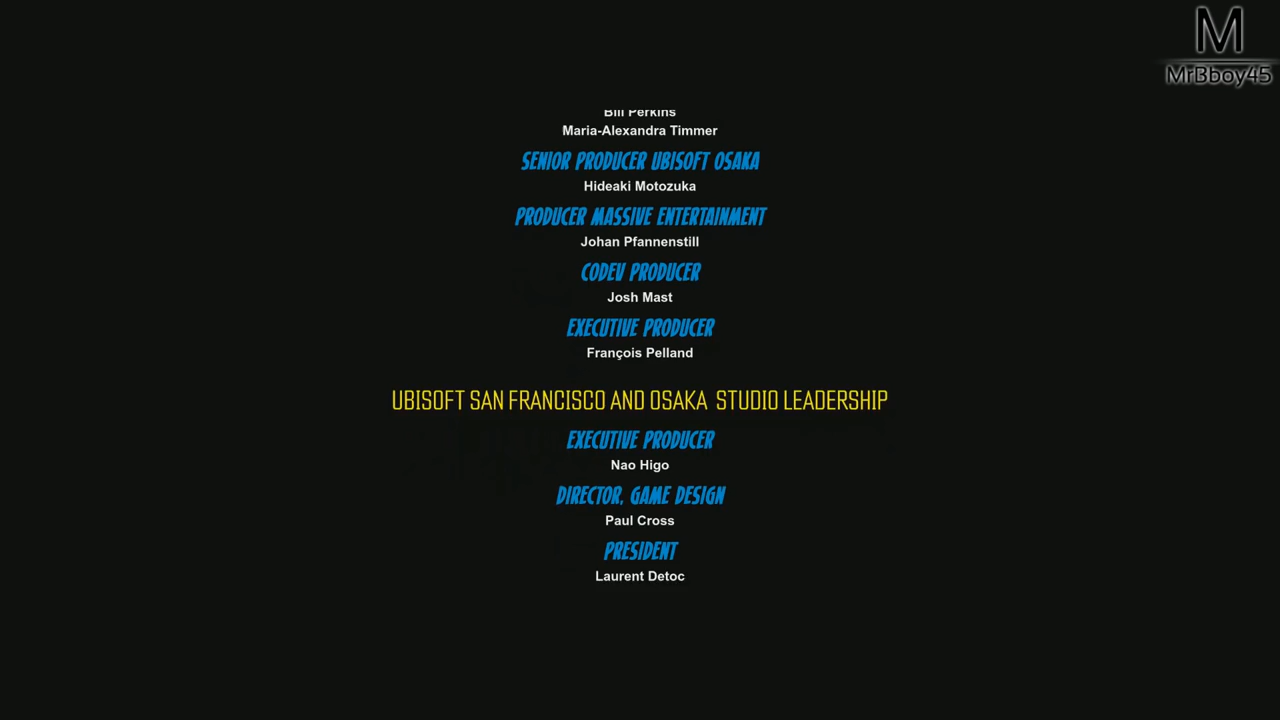 M
MrBboy45
Bill Perkins
Maria-Alexandra Timmer
SENIOR PRODUCER UBISOFT OSAKA
Hideaki Motozuka
PRODUCER MASSIVE ENTERTAINMENT
Johan Pfannenstill
CODEV PRODUCER
Josh Mast
EXECUTIVE PRODUCER
François Pelland
UBISOFT SAN FRANCISCO AND OSAKA STUDIO LEADERSHIP
EXECUTIVE PRODUCER
Nao Higo
DIRECTOR, GAME DESIGN
Paul Cross
PRESIDENT
Laurent Detoc